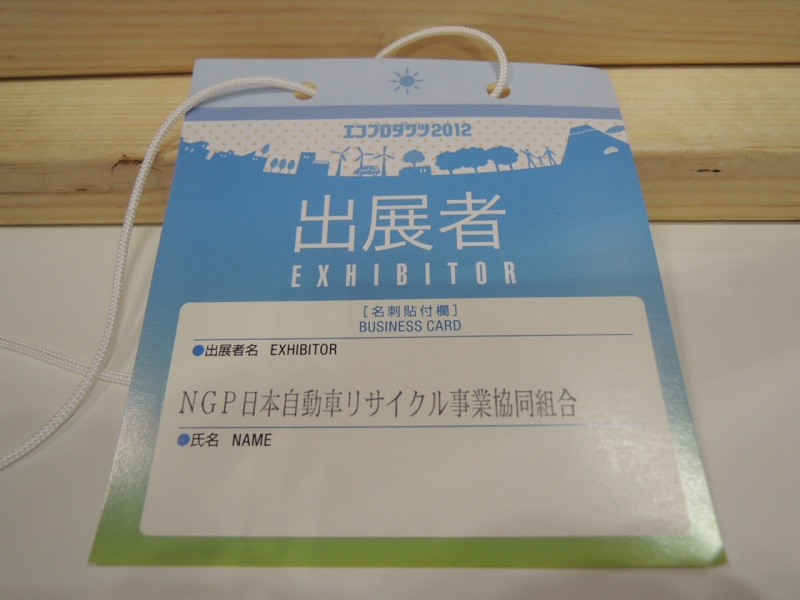 エコプロダクツ2012
出展者
EXHIBITOR
[名刺貼付欄]
BUSINESS CARD
●出展者名 EXHIBITOR
NGP日本自動車リサイクル事業協同組合
●氏名 NAME